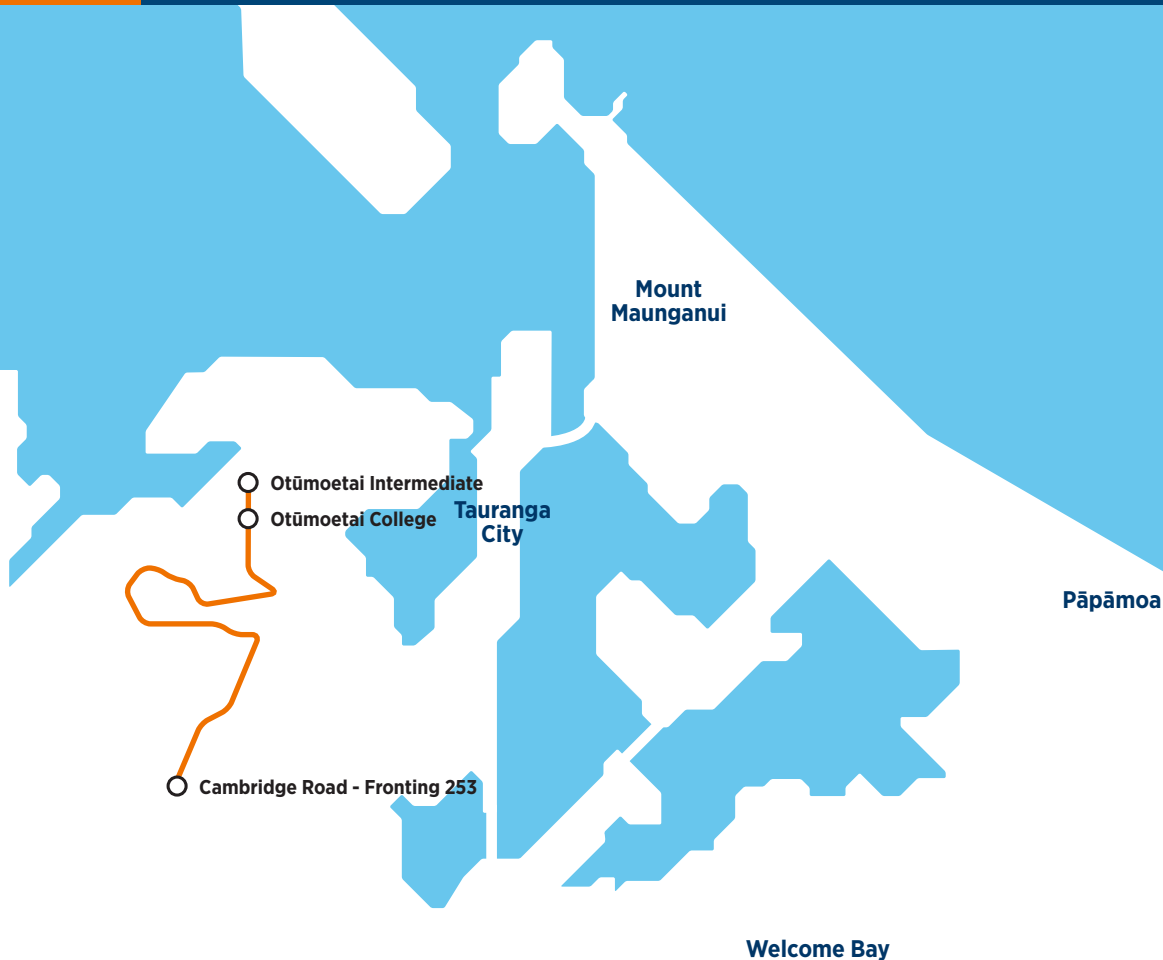 Mount
Maunganui
Otūmoetai Intermediate
Otūmoetai College
Tauranga
City
Pāpāmoa
Cambridge Road - Fronting 253
Welcome Bay